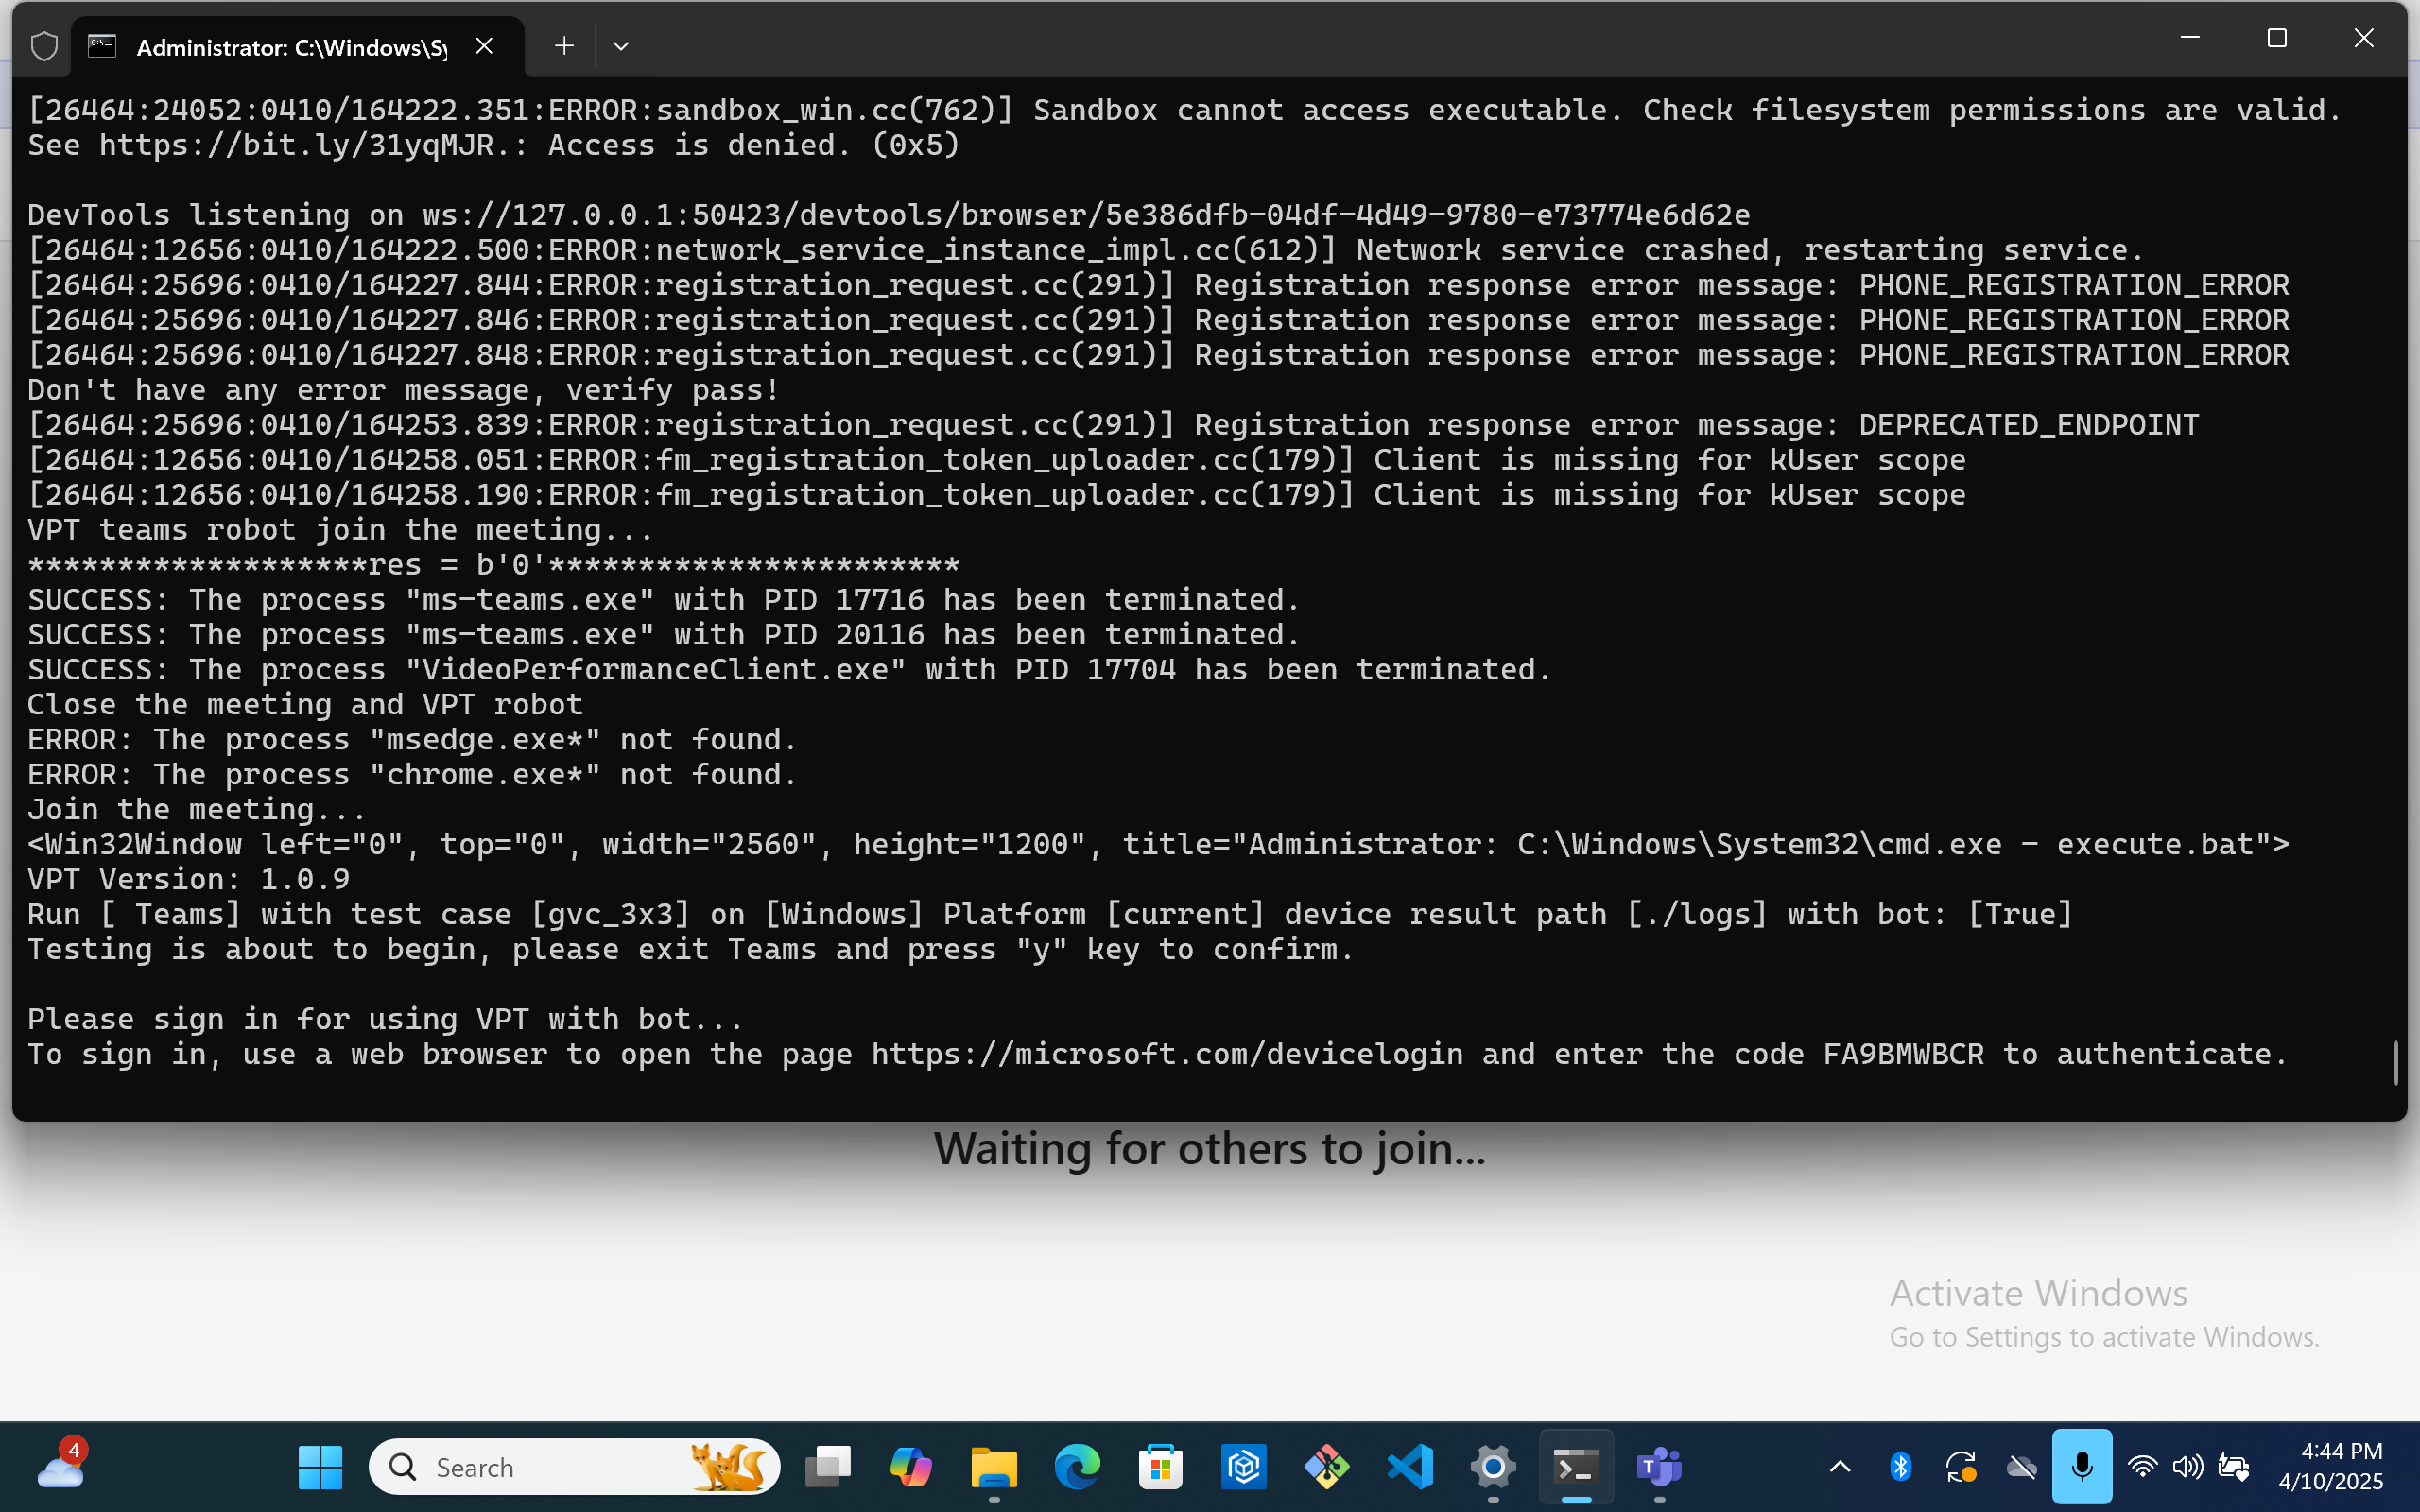 Administrator: C:\Windows\Sy
[26464:24052:0410/164222.351:ERROR:sandbox_win.cc(762)] Sandbox cannot access executable. Check filesystem permissions are valid.
See https://bit.ly/31yqMJR.: Access is denied. (0x5)
DevTools listening on ws://127.0.0.1:50423/devtools/browser/5e386dfb-04df-4d49-9780-e73774e6d62e
[26464:12656:0410/164222.500:ERROR:network_service_instance_impl.cc(612)] Network service crashed, restarting service.
[26464:25696:0410/164227.844:ERROR:registration_request.cc(291)] Registration response error message: PHONE_REGISTRATION_ERROR
[26464:25696:0410/164227.846:ERROR:registration_request.cc(291)] Registration response error message: PHONE_REGISTRATION_ERROR
[26464:25696:0410/164227.848:ERROR:registration_request.cc(291)] Registration response error message: PHONE_REGISTRATION_ERROR
Don't have any error message, verify pass!
[26464:25696:0410/164253.839:ERROR:registration_request.cc(291)] Registration response error message: DEPRECATED_ENDPOINT
[26464:12656:0410/164258.051:ERROR:fm_registration_token_uploader.cc(179)] Client is missing for kUser scope
[26464:12656:0410/164258.190:ERROR:fm_registration_token_uploader.cc(179)] Client is missing for kUser scope
VPT teams robot join the meeting...
*******************res = b'0'***********************
SUCCESS: The process "ms-teams.exe" with PID 17716 has been terminated.
SUCCESS: The process "ms-teams.exe" with PID 20116 has been terminated.
SUCCESS: The process "VideoPerformanceClient.exe" with PID 17704 has been terminated.
Close the meeting and VPT robot
ERROR: The process "msedge.exe*" not found.
ERROR: The process "chrome.exe*" not found.
Join the meeting...
<Win32Window left="0", top="0", width="2560", height="1200", title="Administrator: C:\Windows\System32\cmd.exe - execute.bat">
VPT Version: 1.0.9
Run [ Teams] with test case [gvc_3x3] on [Windows] Platform [current] device result path [./logs] with bot: [True]
Testing is about to begin, please exit Teams and press "y" key to confirm.
Please sign in for using VPT with bot...
To sign in, use a web browser to open the page https://microsoft.com/devicelogin and enter the code FA9BMWBCR to authenticate.
Waiting for others to join...
Activate Windows
Go to Settings to activate Windows.
4
Search
4:44 PM
4/10/2025